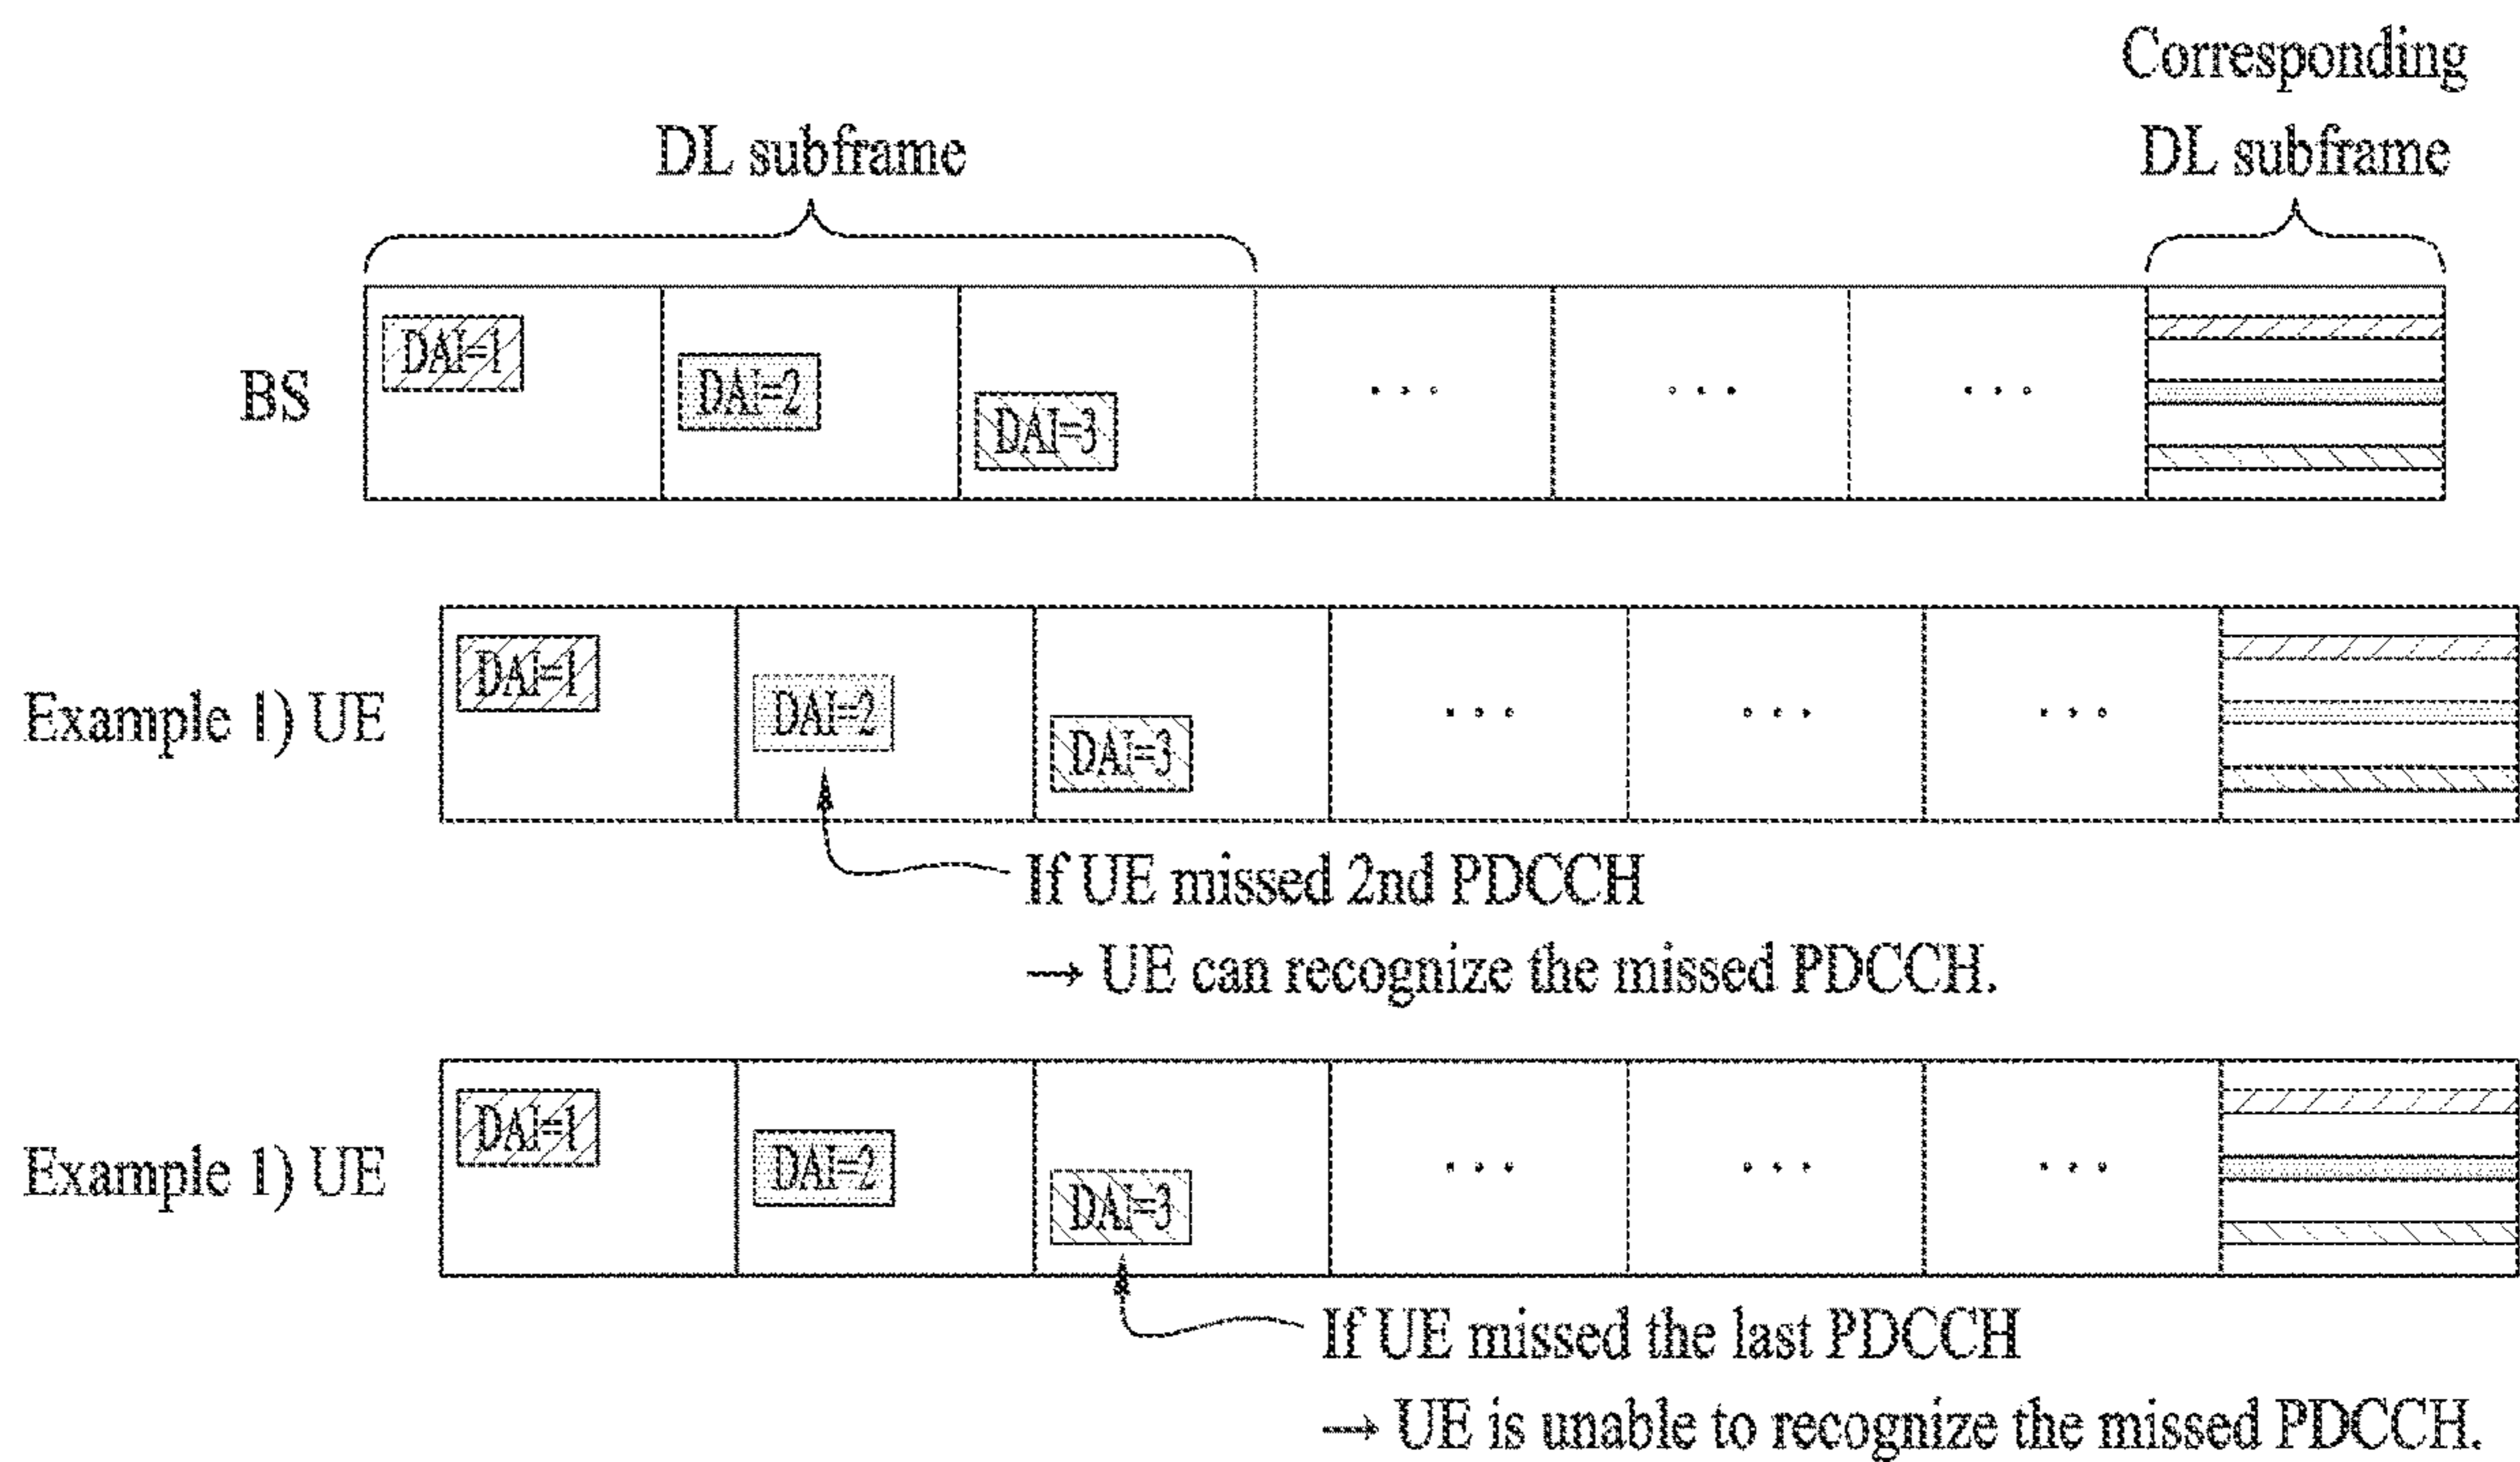 Corresponding
DL subframe
DL subframe
BS
DAI=1
DAI=2
DAI=3
Example 1) UE
DAI=1
DAI=2
DAI=3
If UE missed 2nd PDCCH
→ UE can recognize the missed PDCCH.
Example 1) UE
DAI=1
DAI=2
DAI=3
If UE missed the last PDCCH
→ UE is unable to recognize the missed PDCCH.